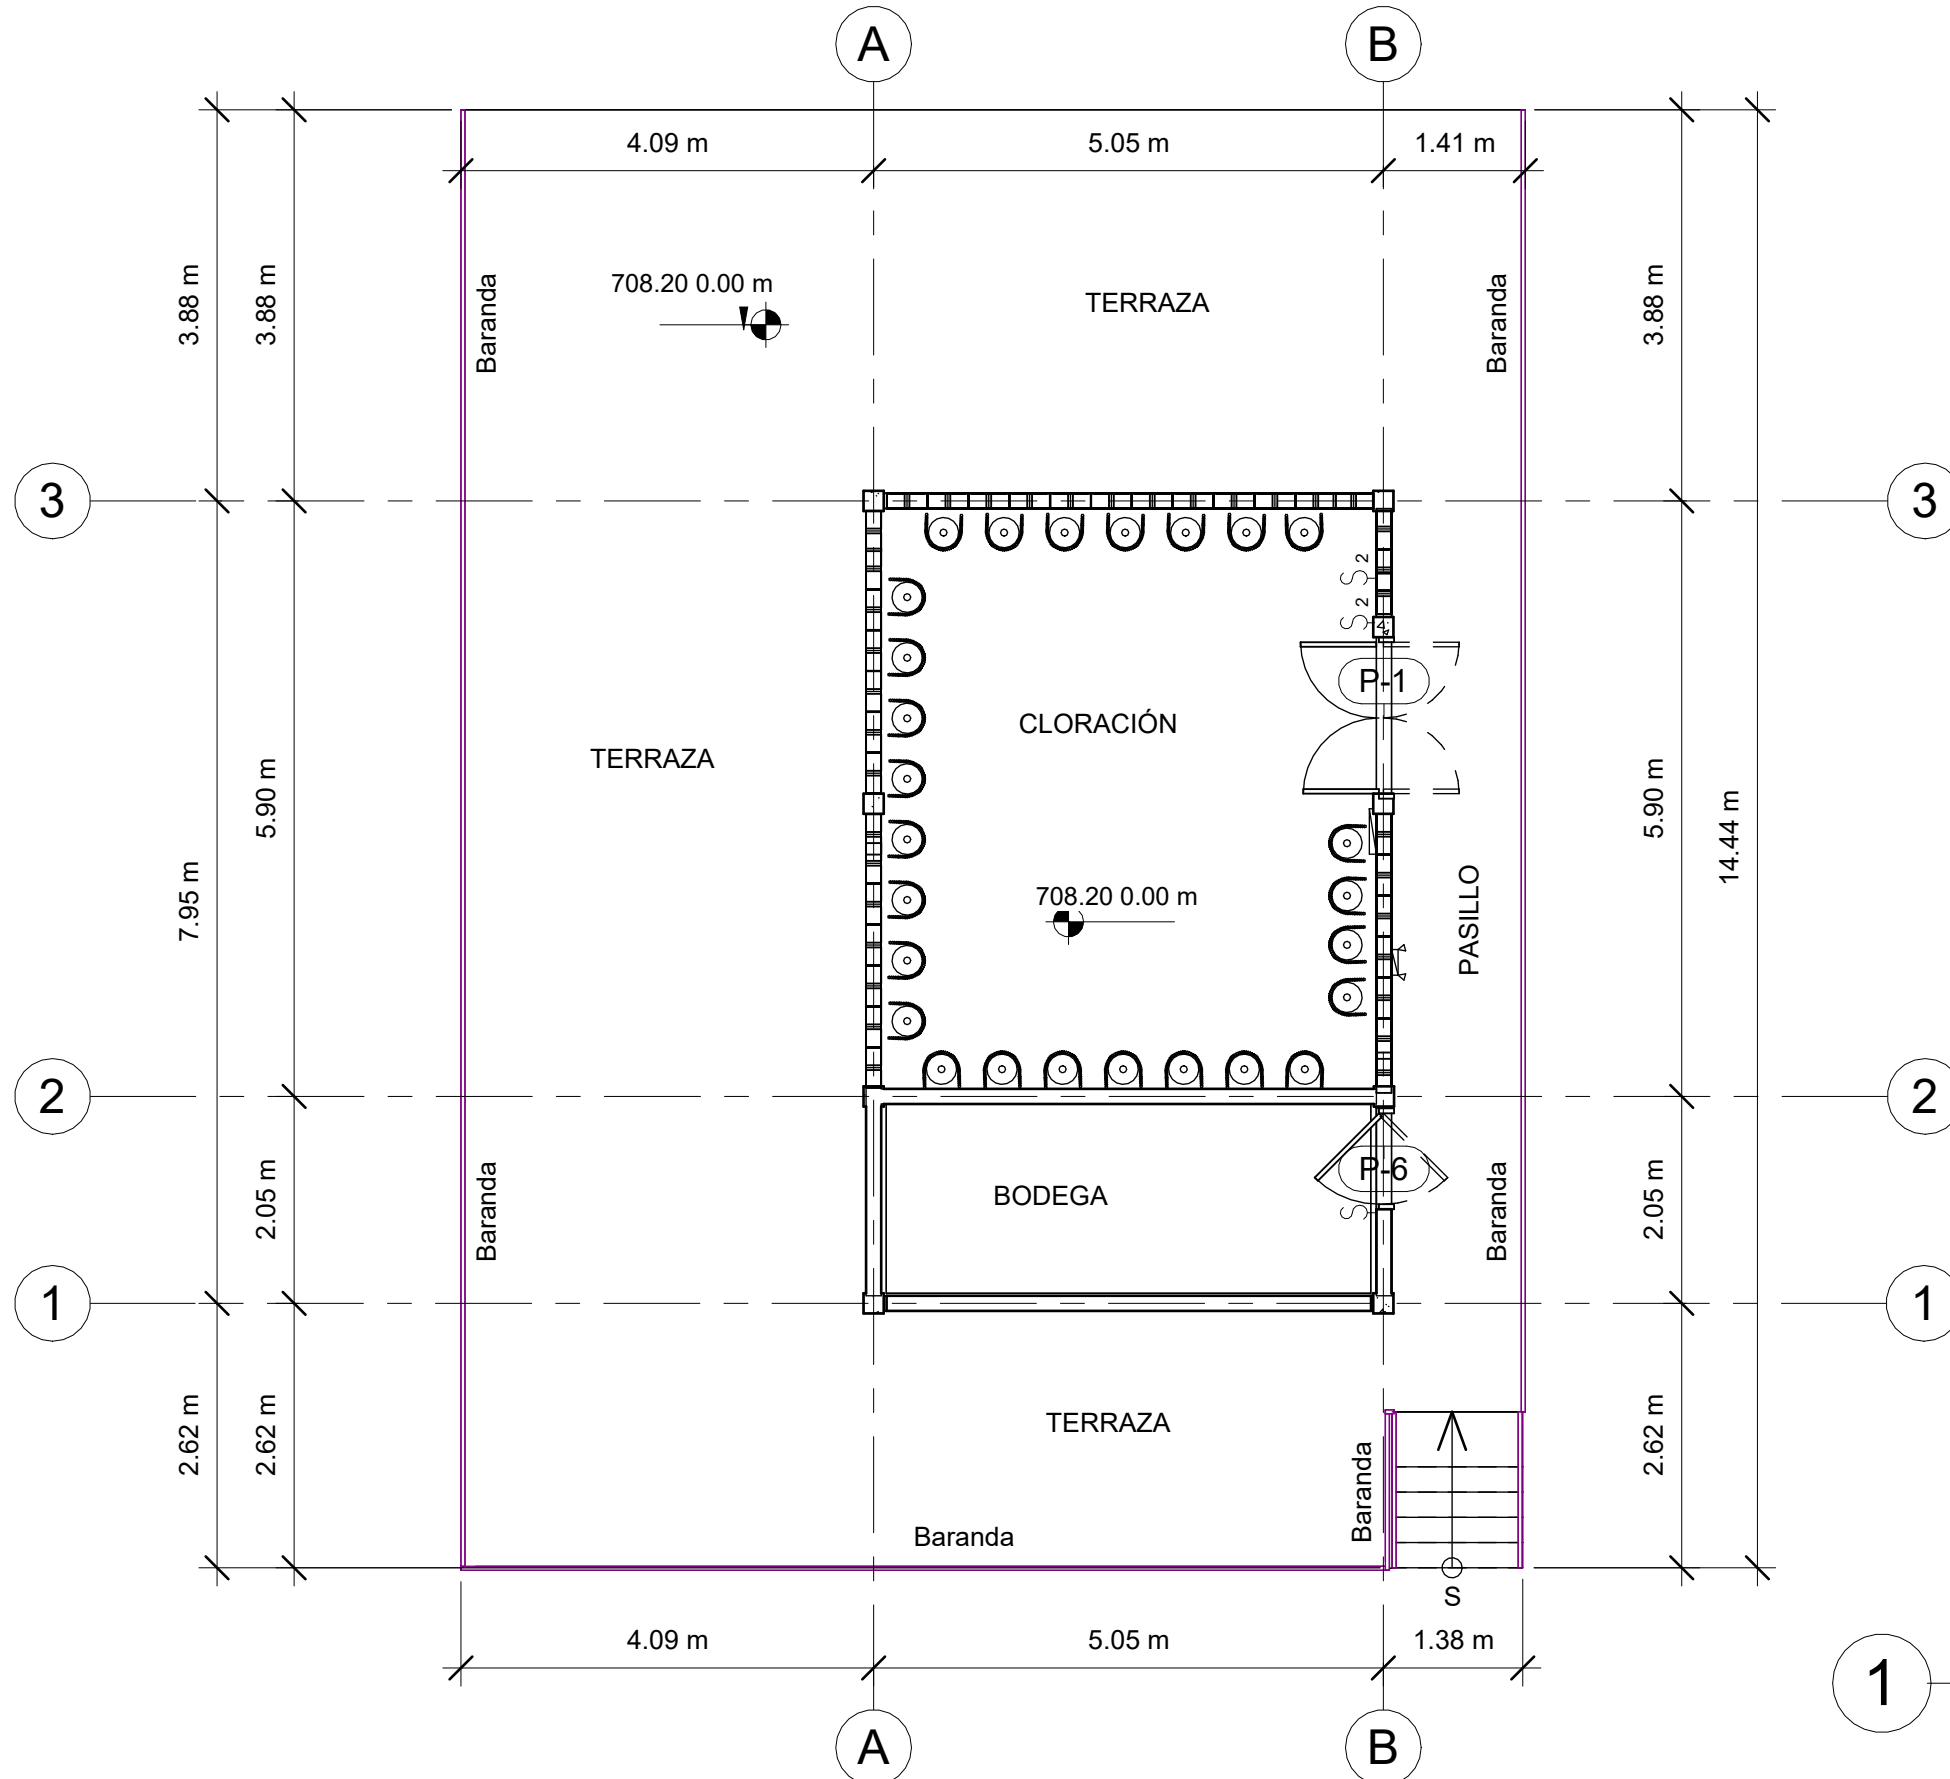 A
B
4.09 m
5.05 m
1.41 m
3.88 m
3.88 m
Baranda
708.20 0.00 m
TERRAZA
Baranda
3.88 m
3
3
S 2
S 2
P-1
CLORACIÓN
TERRAZA
5.90 m
7.95 m
708.20 0.00 m
PASILLO
5.90 m
14.44 m
2
2
P-6
BODEGA
S
Baranda
Baranda
2.05 m
2.05 m
1
1
2.62 m
2.62 m
TERRAZA
Baranda
Baranda
2.62 m
S
4.09 m
5.05 m
1.38 m
1
A
B